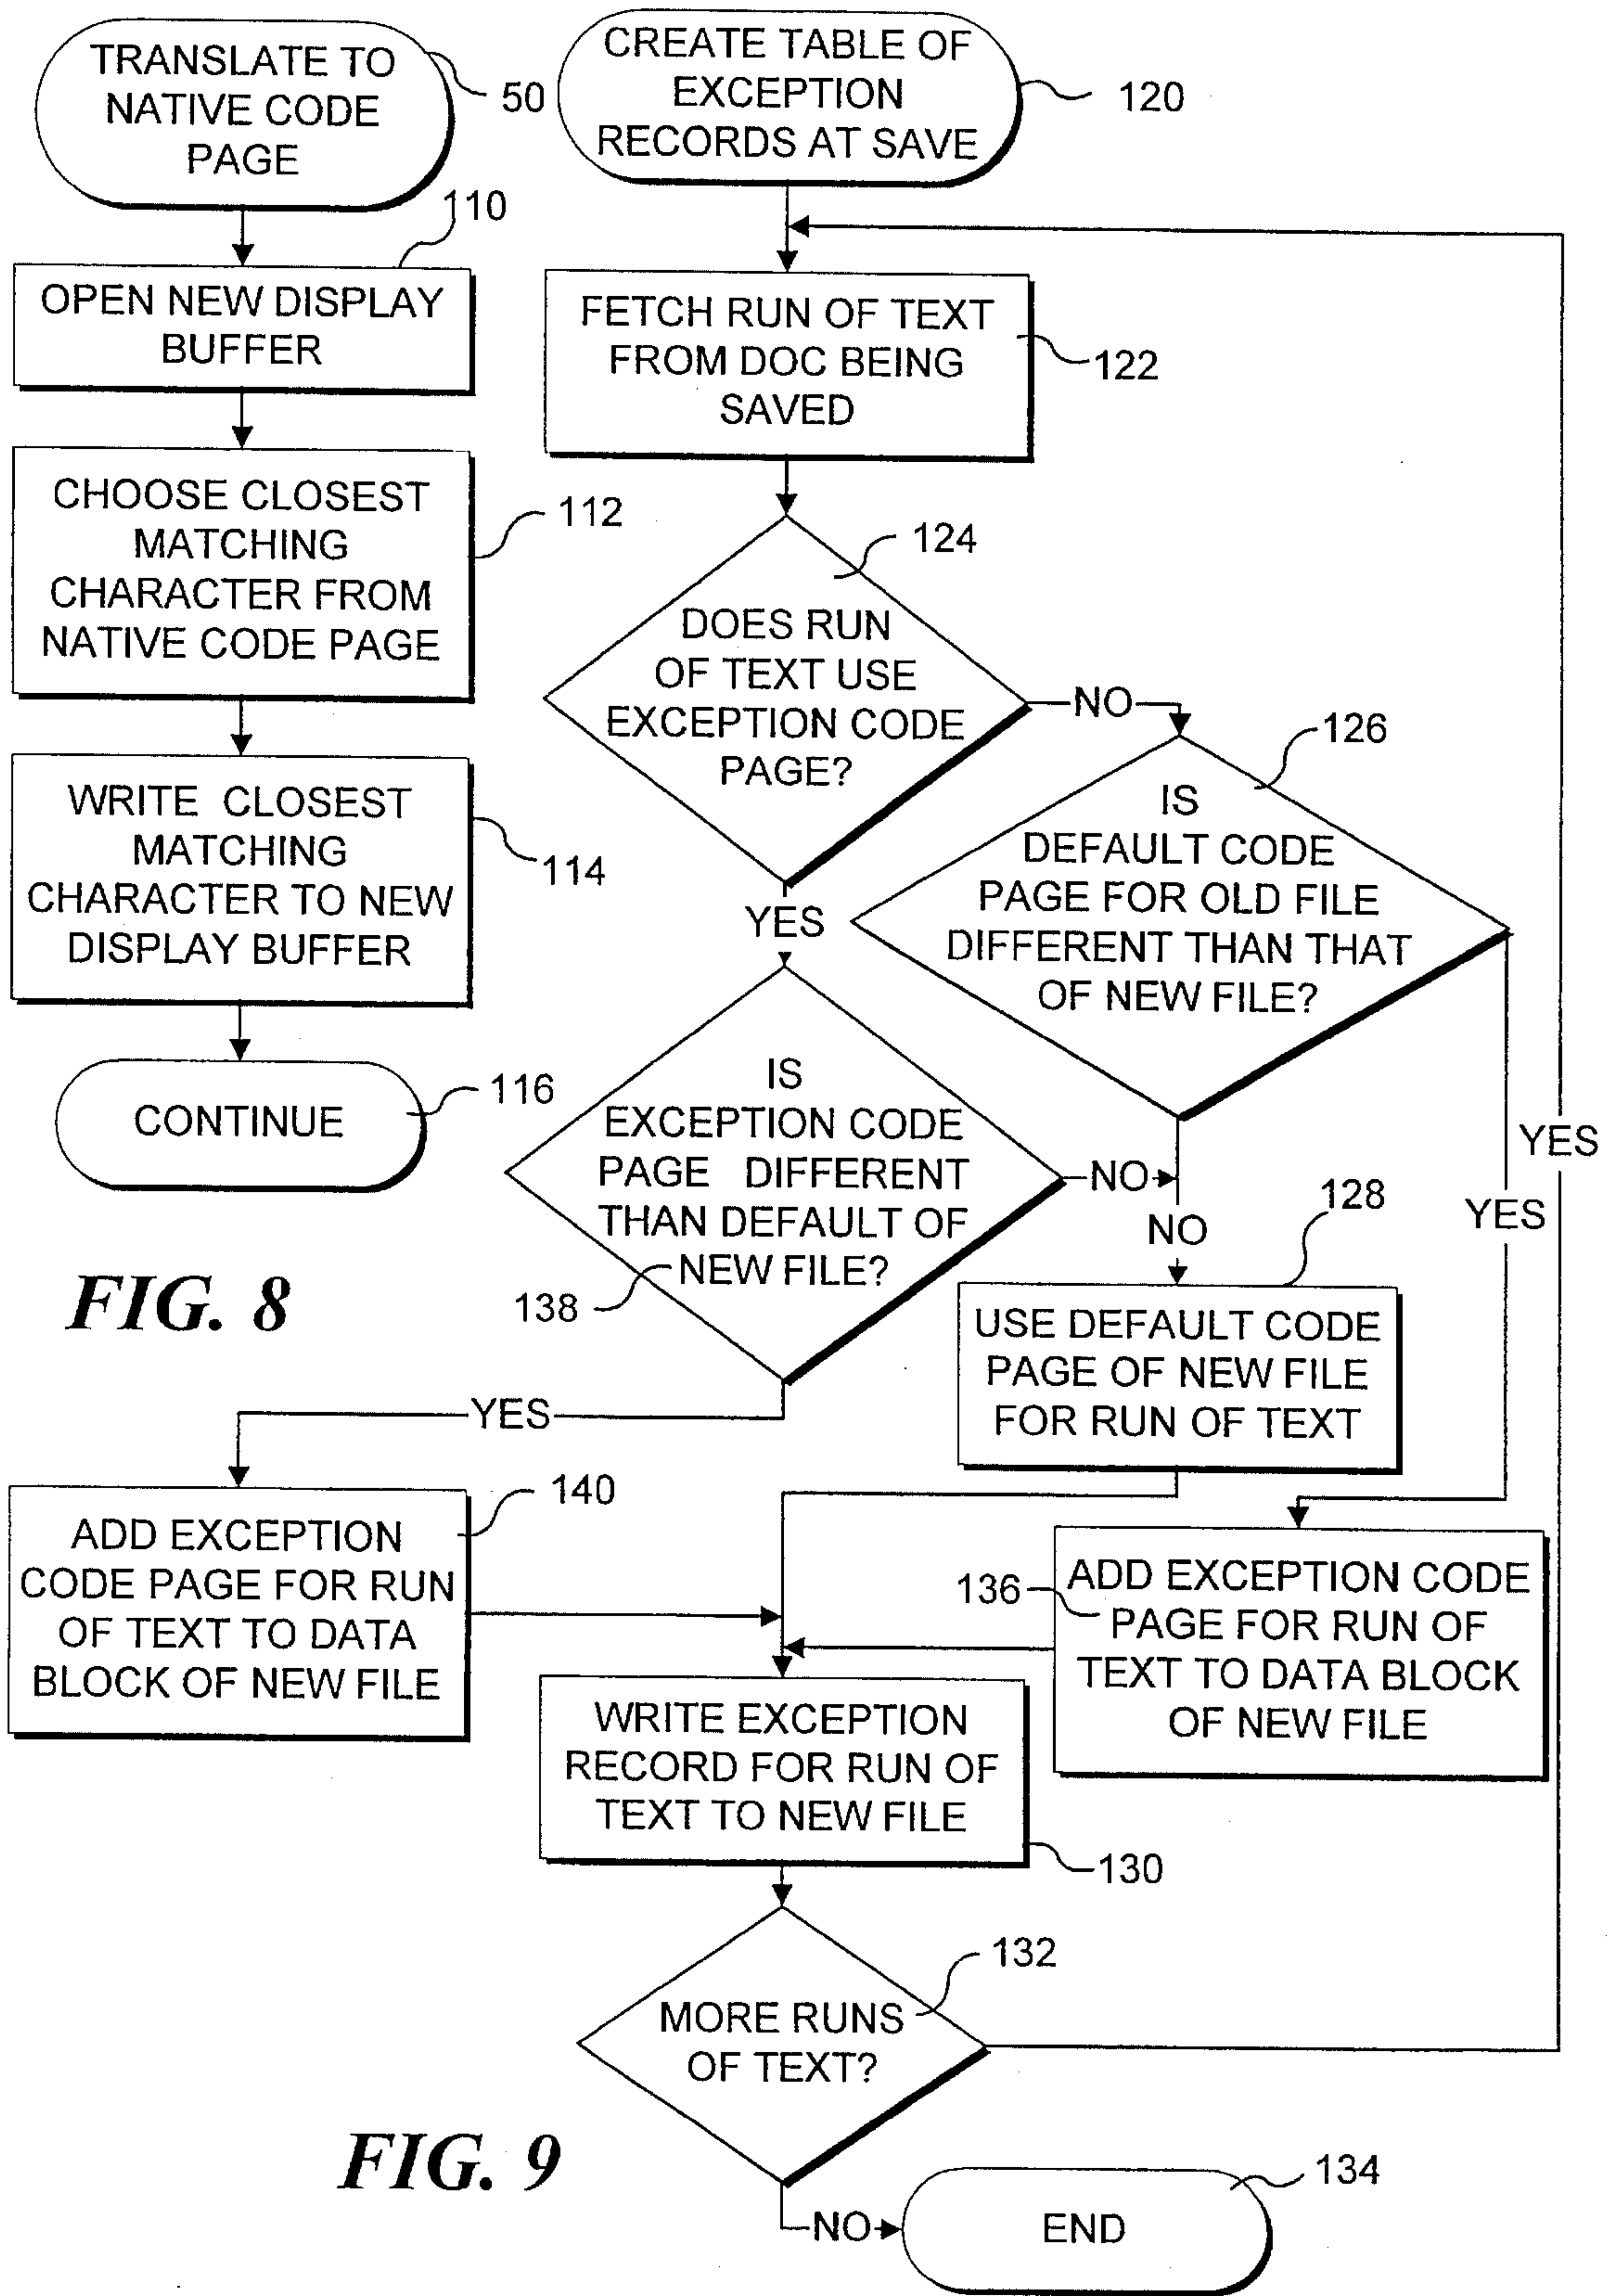 TRANSLATE TO
NATIVE CODE
PAGE
50
110
OPEN NEW DISPLAY
BUFFER
CHOOSE CLOSEST
MATCHING
CHARACTER FROM
NATIVE CODE PAGE
112
WRITE CLOSEST
MATCHING
CHARACTER TO NEW
DISPLAY BUFFER
114
CONTINUE
116
FIG. 8
CREATE TABLE OF
EXCEPTION
RECORDS AT SAVE
120
FETCH RUN OF TEXT
FROM DOC BEING
SAVED
122
124
DOES RUN
OF TEXT USE
EXCEPTION CODE
PAGE?
NO
YES
126
IS
DEFAULT CODE
PAGE FOR OLD FILE
DIFFERENT THAN THAT
OF NEW FILE?
YES
YES
NO
IS
EXCEPTION CODE
PAGE DIFFERENT
THAN DEFAULT OF
NEW FILE?
138
NO
YES
128
USE DEFAULT CODE
PAGE OF NEW FILE
FOR RUN OF TEXT
140
ADD EXCEPTION
CODE PAGE FOR RUN
OF TEXT TO DATA
BLOCK OF NEW FILE
136
ADD EXCEPTION CODE
PAGE FOR RUN OF
TEXT TO DATA BLOCK
OF NEW FILE
WRITE EXCEPTION
RECORD FOR RUN OF
TEXT TO NEW FILE
130
132
MORE RUNS
OF TEXT?
NO
END
134
FIG. 9